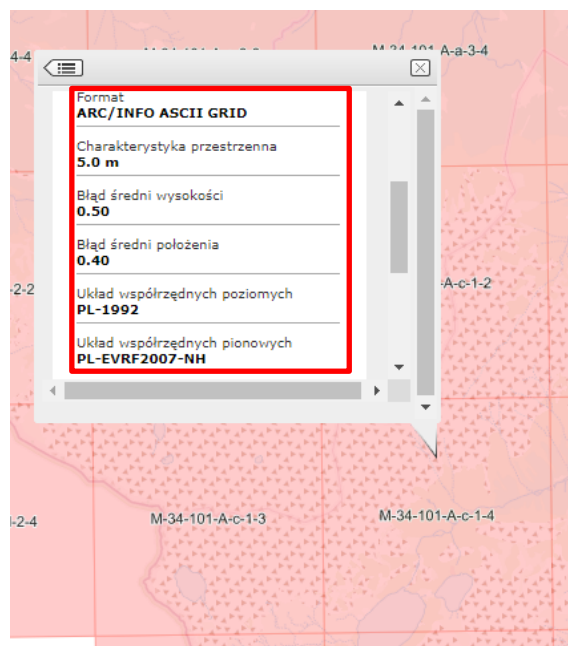 4-4
M-34-101-A-a-3-4
Format
ARC/INFO ASCII GRID
Charakterystyka przestrzenna
5.0 m
Błąd średni wysokości
0.50
Błąd średni położenia
0.40
-2-2
-A-c-1-2
Układ współrzędnych poziomych
PL-1992
Układ współrzędnych pionowych
PL-EVRF2007-NH
-2-4
M-34-101-A-c-1-3
M-34-101-A-c-1-4